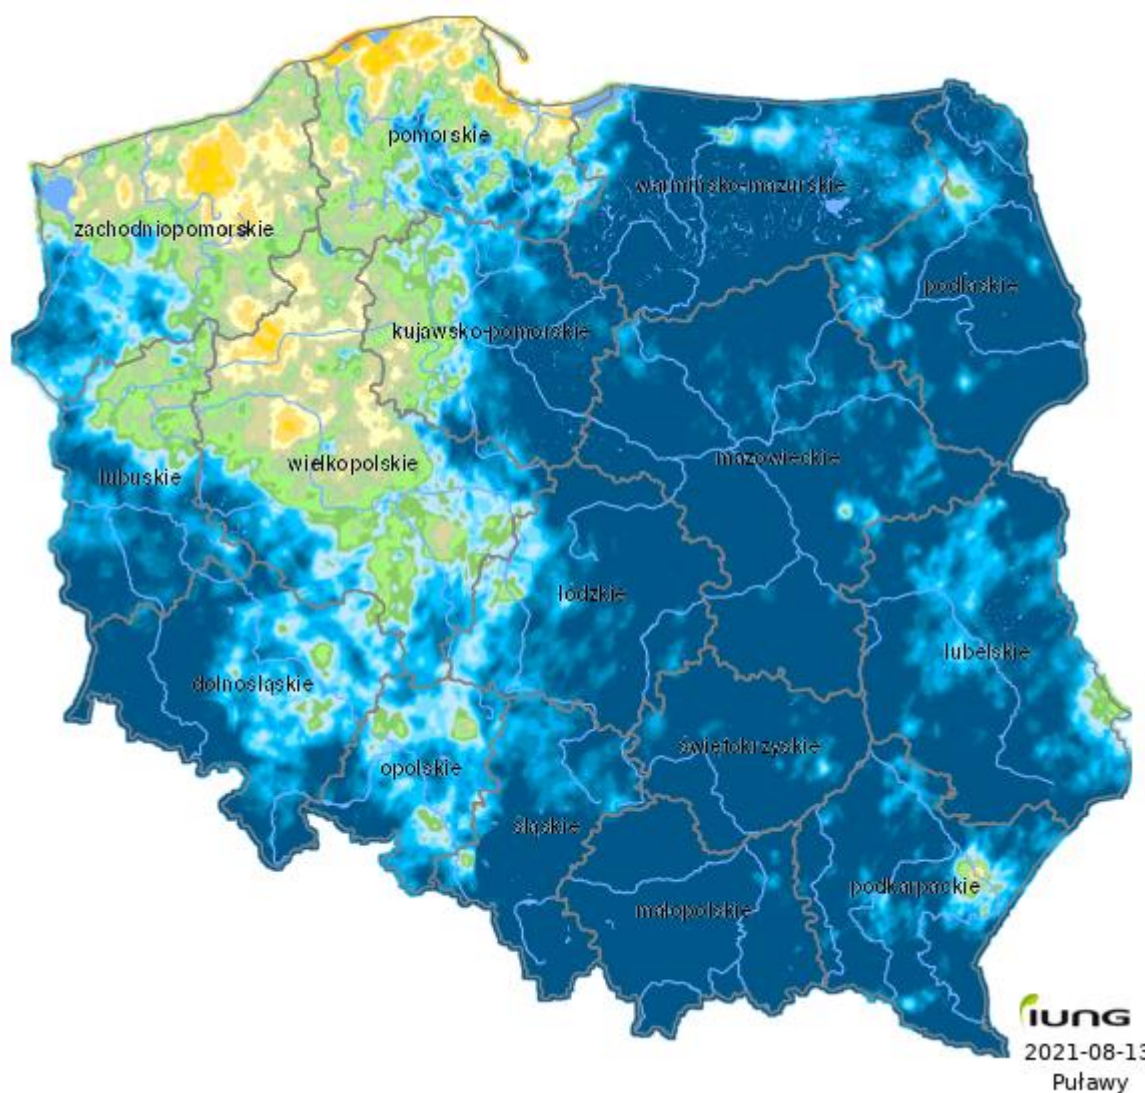 pomorskie
warmińsko-mazurskie
zachodniopomorskie
podlaskie
kujawsko-pomorskie
mazowieckie
wielkopolskie
lubuskie
łódzkie
lubelskie
dolnośląskie
świętokrzyskie
opolskie
śląskie
podkarpackie
małopolskie
IUNG
2021-08-13
Puławy